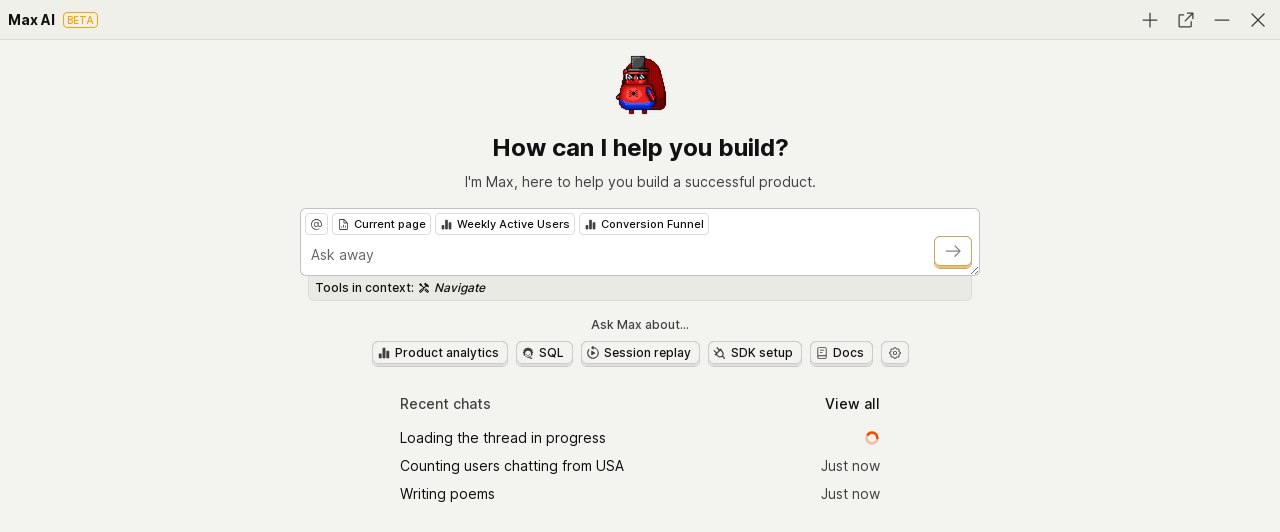 Max AI BETA
How can I help you build?
I'm Max, here to help you build a successful product.
@ Current page Weekly Active Users Conversion Funnel
Ask away
Tools in context: Navigate
Ask Max about...
Product analytics SQL Session replay SDK setup Docs
Recent chats View all
Loading the thread in progress
Counting users chatting from USA Just now
Writing poems Just now